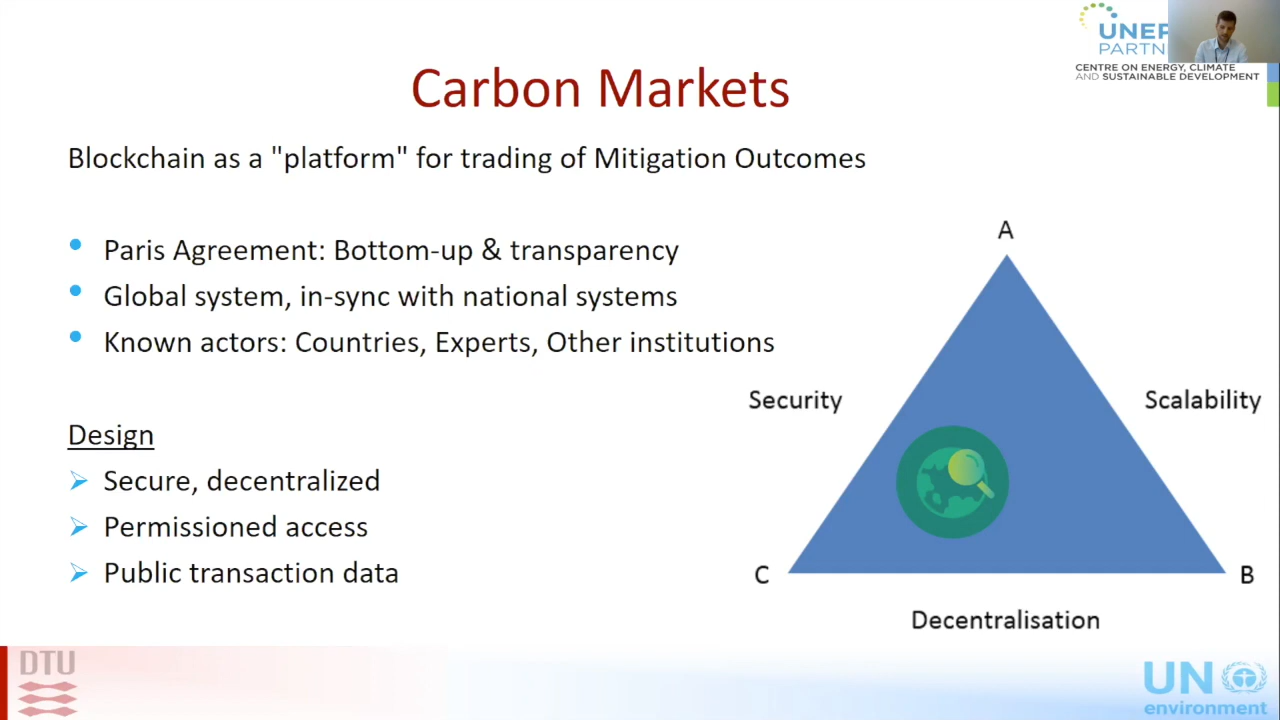 UNEP
PARTN
CENTRE ON ENERGY, CLIMATE
AND SUSTAINABLE DEVELOPMENT
Carbon Markets
Blockchain as a "platform" for trading of Mitigation Outcomes
• Paris Agreement: Bottom-up & transparency
• Global system, in-sync with national systems
• Known actors: Countries, Experts, Other institutions
Design
➢ Secure, decentralized
➢ Permissioned access
➢ Public transaction data
A
Security
Scalability
C
B
Decentralisation
DTU
UN
environment